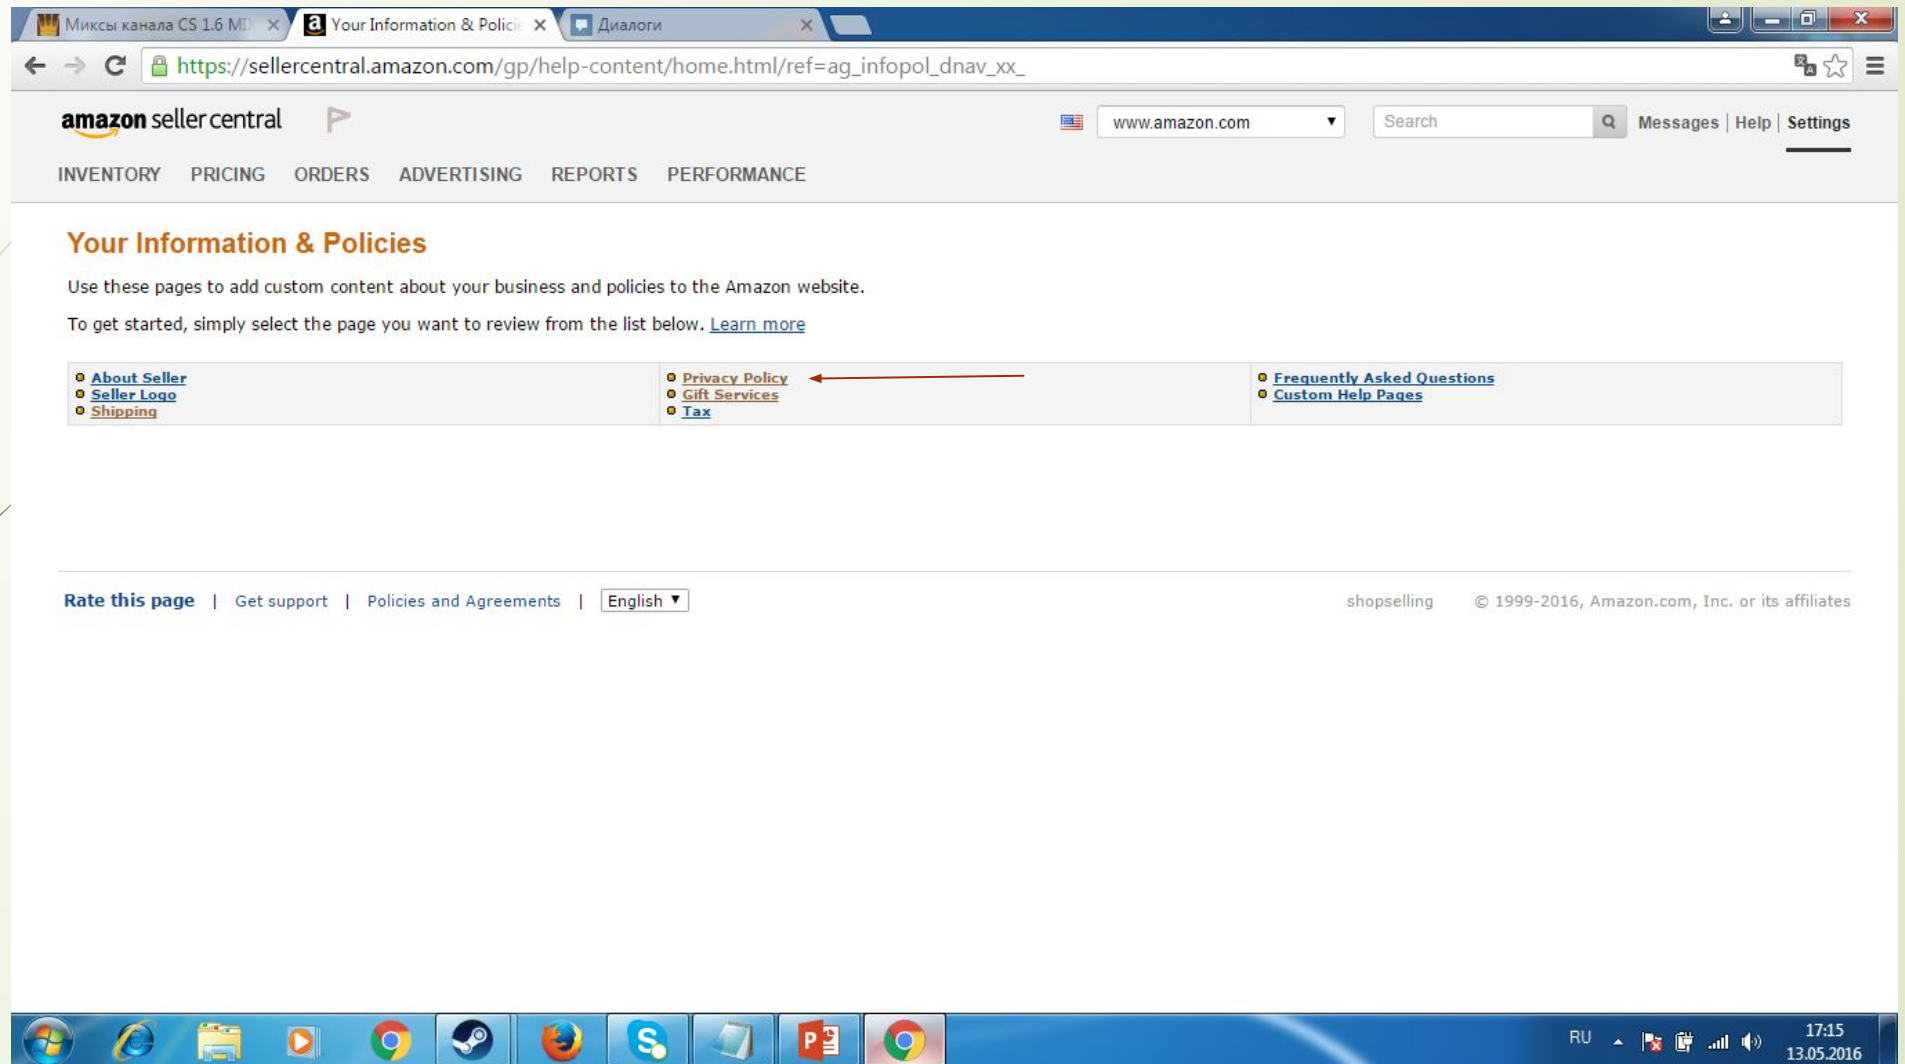 Миксы канала CS 1.6 MI
Your Information & Policie
Диалоги
https://sellercentral.amazon.com/gp/help-content/home.html/ref=ag_infopol_dnav_xx_
amazon seller central
www.amazon.com
Search
Messages | Help | Settings
INVENTORY PRICING ORDERS ADVERTISING REPORTS PERFORMANCE
Your Information & Policies
Use these pages to add custom content about your business and policies to the Amazon website.
To get started, simply select the page you want to review from the list below. Learn more
About Seller
Seller Logo
Shipping
Privacy Policy
Gift Services
Tax
Frequently Asked Questions
Custom Help Pages
Rate this page | Get support | Policies and Agreements | English
shopselling © 1999-2016, Amazon.com, Inc. or its affiliates
RU
17:15
13.05.2016